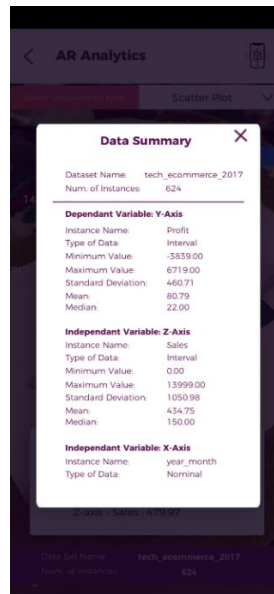 AR Analytics
Scatter Plot
Data Summary
Dataset Name: tech_ecommerce_2017
Num. of Instances: 624
Dependant Variable: Y-Axis
Instance Name: Profit
Type of Data: Interval
Minimum Value: -3839.00
Maximum Value: 6719.00
Standard Deviation: 460.71
Mean: 80.79
Median: 22.00
Independent Variable: Z-Axis
Instance Name: Sales
Type of Data: Interval
Minimum Value: 0.00
Maximum Value: 13999.00
Standard Deviation: 1050.98
Mean: 434.75
Median: 150.00
Independent Variable: X-Axis
Instance Name: year_month
Type of Data: Nominal
Z-axis - Sales : 479.97
Data Set Name: tech_ecommerce_2017
Num. of Instances: 624